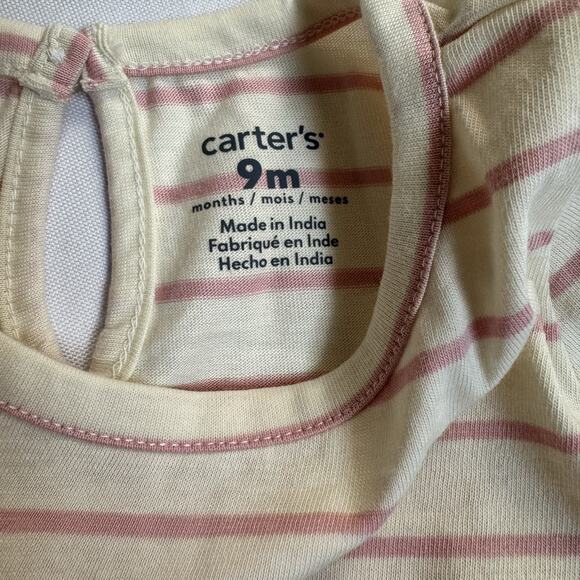 carter's
9m
months / mois / meses
Made in India
Fabriqué en Inde
Hecho en India